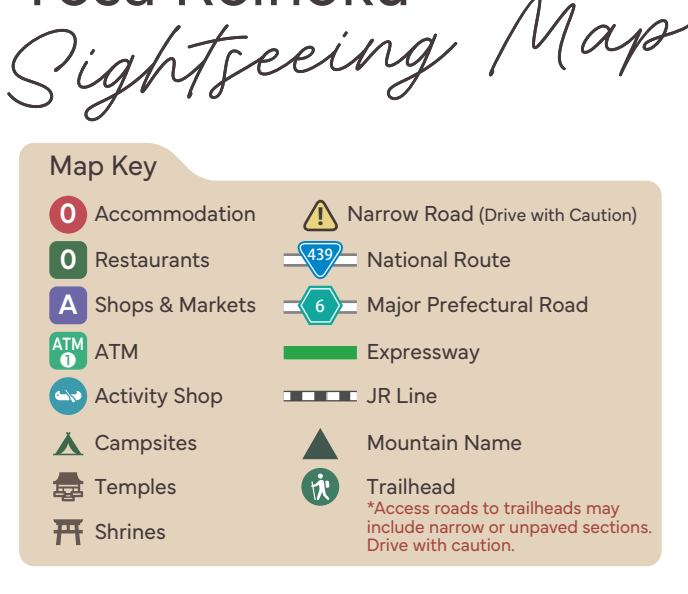 Tosa Reihoku
Sightseeing Map
Map Key
0 Accommodation
0 Restaurants
A Shops & Markets
ATM 1 ATM
Activity Shop
Campsites
Temples
Shrines
Narrow Road (Drive with Caution)
439 National Route
6 Major Prefectural Road
Expressway
JR Line
Mountain Name
Trailhead
*Access roads to trailheads may
include narrow or unpaved sections.
Drive with caution.